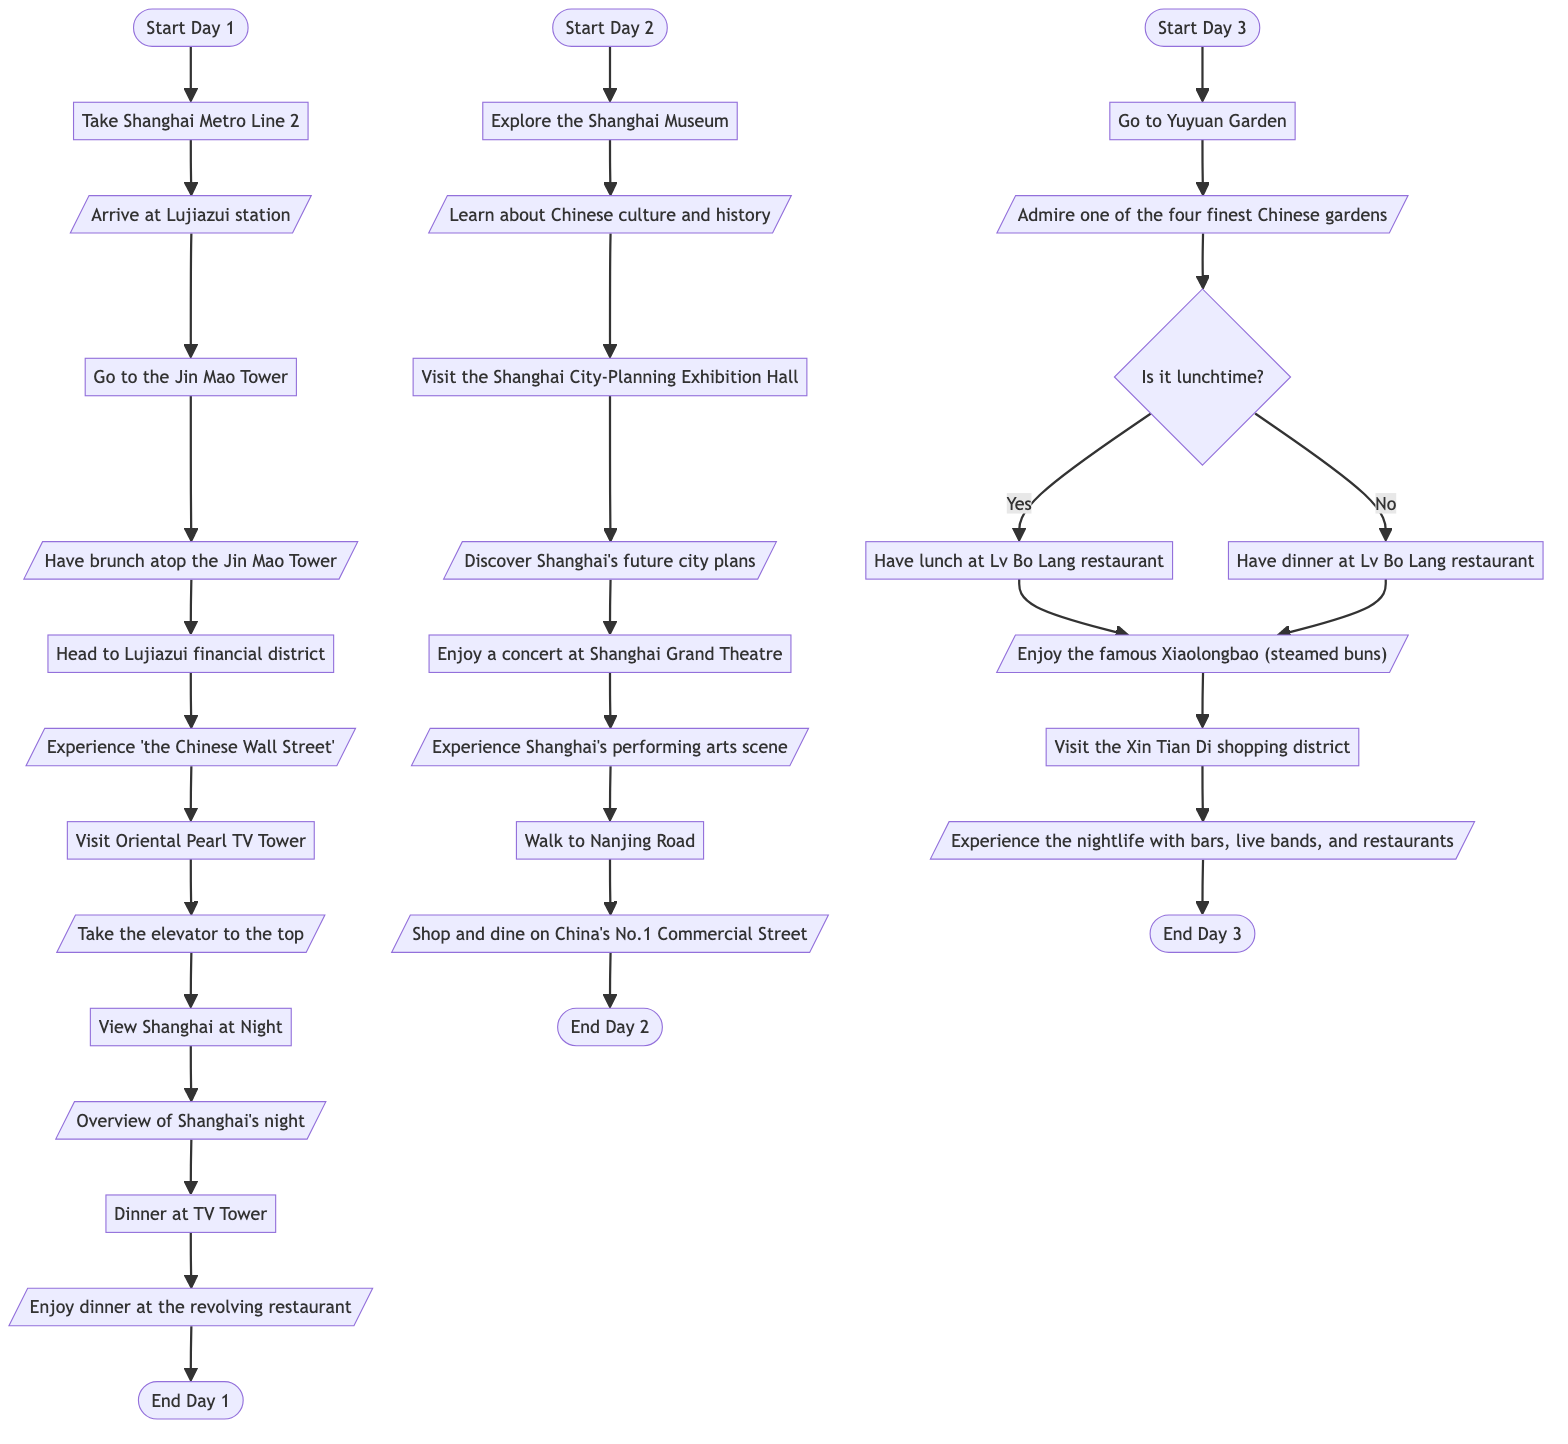 Start Day 1
Take Shanghai Metro Line 2
Arrive at Lujiazui station
Go to the Jin Mao Tower
Have brunch atop the Jin Mao Tower
Head to Lujiazui financial district
Experience 'the Chinese Wall Street'
Visit Oriental Pearl TV Tower
Take the elevator to the top
View Shanghai at Night
Overview of Shanghai's night
Dinner at TV Tower
Enjoy dinner at the revolving restaurant
End Day 1
Start Day 2
Explore the Shanghai Museum
Learn about Chinese culture and history
Visit the Shanghai City-Planning Exhibition Hall
Discover Shanghai's future city plans
Enjoy a concert at Shanghai Grand Theatre
Experience Shanghai's performing arts scene
Walk to Nanjing Road
Shop and dine on China's No.1 Commercial Street
End Day 2
Start Day 3
Go to Yuyuan Garden
Admire one of the four finest Chinese gardens
Is it lunchtime?
Yes
No
Have lunch at Lv Bo Lang restaurant
Have dinner at Lv Bo Lang restaurant
Enjoy the famous Xiaolongbao (steamed buns)
Visit the Xin Tian Di shopping district
Experience the nightlife with bars, live bands, and restaurants
End Day 3